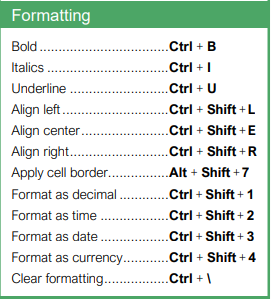 Formatting
Bold ................................Ctrl + B
Italics ..............................Ctrl + I
Underline ........................Ctrl + U
Align left..........................Ctrl + Shift + L
Align center.....................Ctrl + Shift + E
Align right........................Ctrl + Shift + R
Apply cell border..............Alt + Shift + 7
Format as decimal ............Ctrl + Shift + 1
Format as time ................Ctrl + Shift + 2
Format as date ................Ctrl + Shift + 3
Format as currency...........Ctrl + Shift + 4
Clear formatting...............Ctrl + \